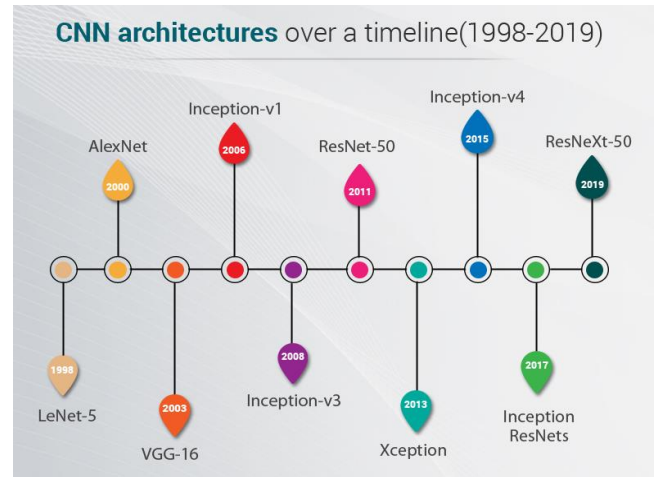 CNN architectures over a timeline(1998-2019)
Inception-v1
2006
Inception-v4
2015
AlexNet
2000
ResNet-50
2011
ResNeXt-50
2019
1998
LeNet-5
2003
VGG-16
2008
Inception-v3
2013
Xception
2017
Inception
ResNets